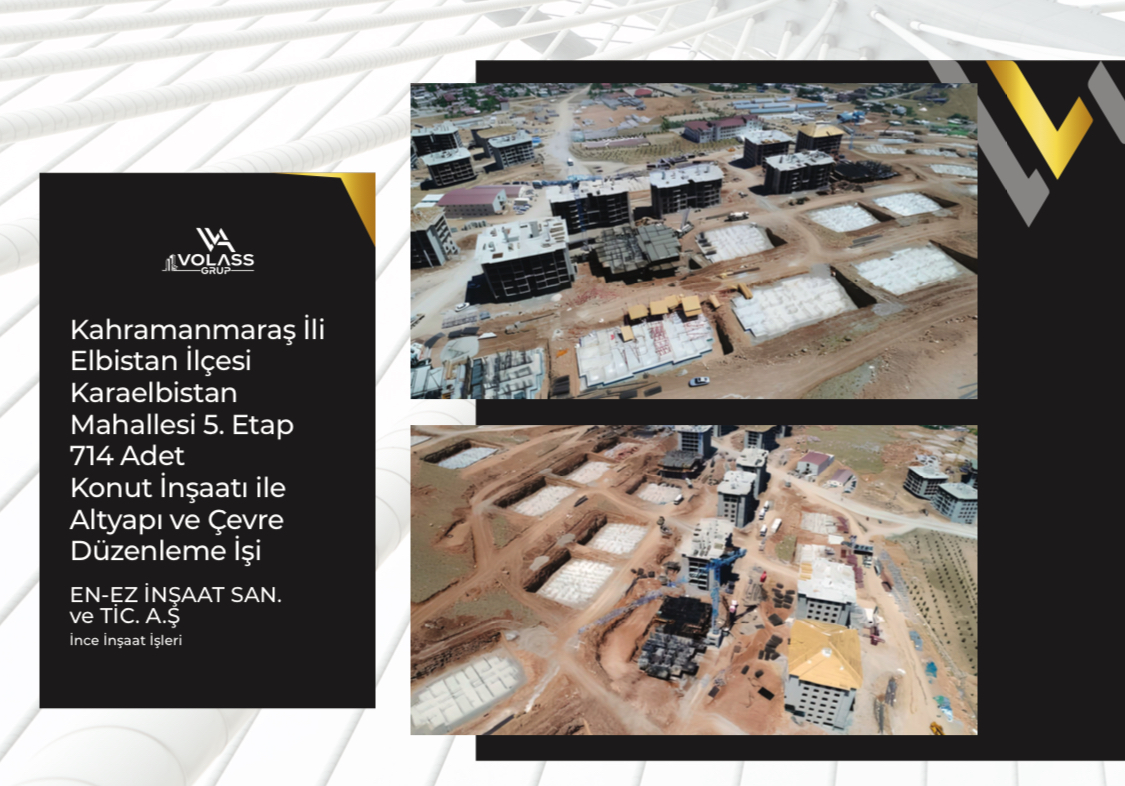 VOLASS
GRUP
Kahramanmaraş İli
Elbistan İlçesi
Karaelbistan
Mahallesi 5. Etap
714 Adet
Konut İnşaatı ile
Altyapı ve Çevre
Düzenleme İşi
EN-EZ İNŞAAT SAN.
ve TİC. A.Ş
İnce İnşaat İşleri